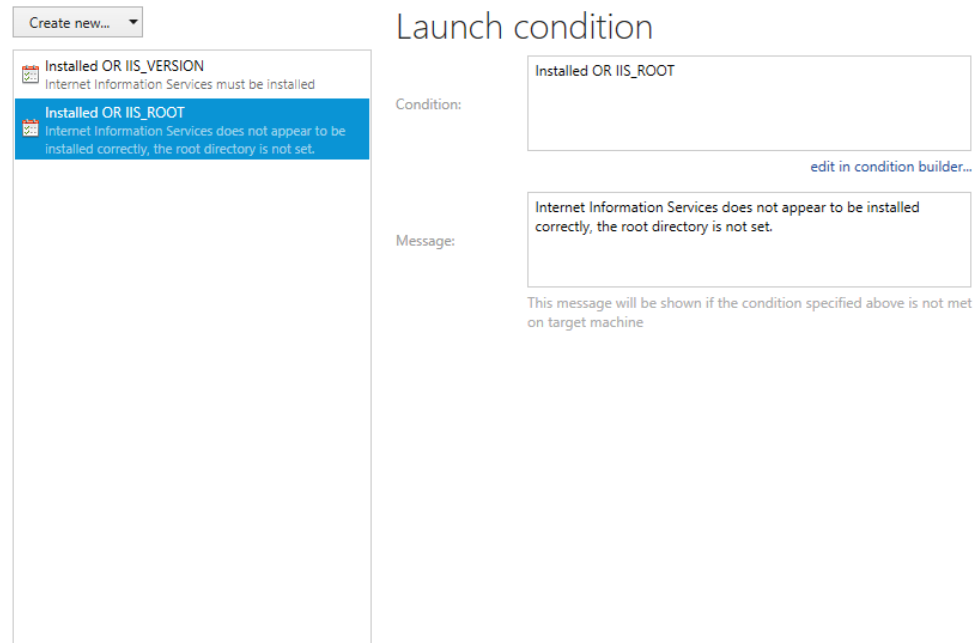 Create new...
Launch condition
Installed OR IIS_VERSION
Internet Information Services must be installed
Installed OR IIS_ROOT
Internet Information Services does not appear to be
installed correctly, the root directory is not set.
Condition:
Installed OR IIS_ROOT
edit in condition builder...
Message:
Internet Information Services does not appear to be installed
correctly, the root directory is not set.
This message will be shown if the condition specified above is not met
on target machine